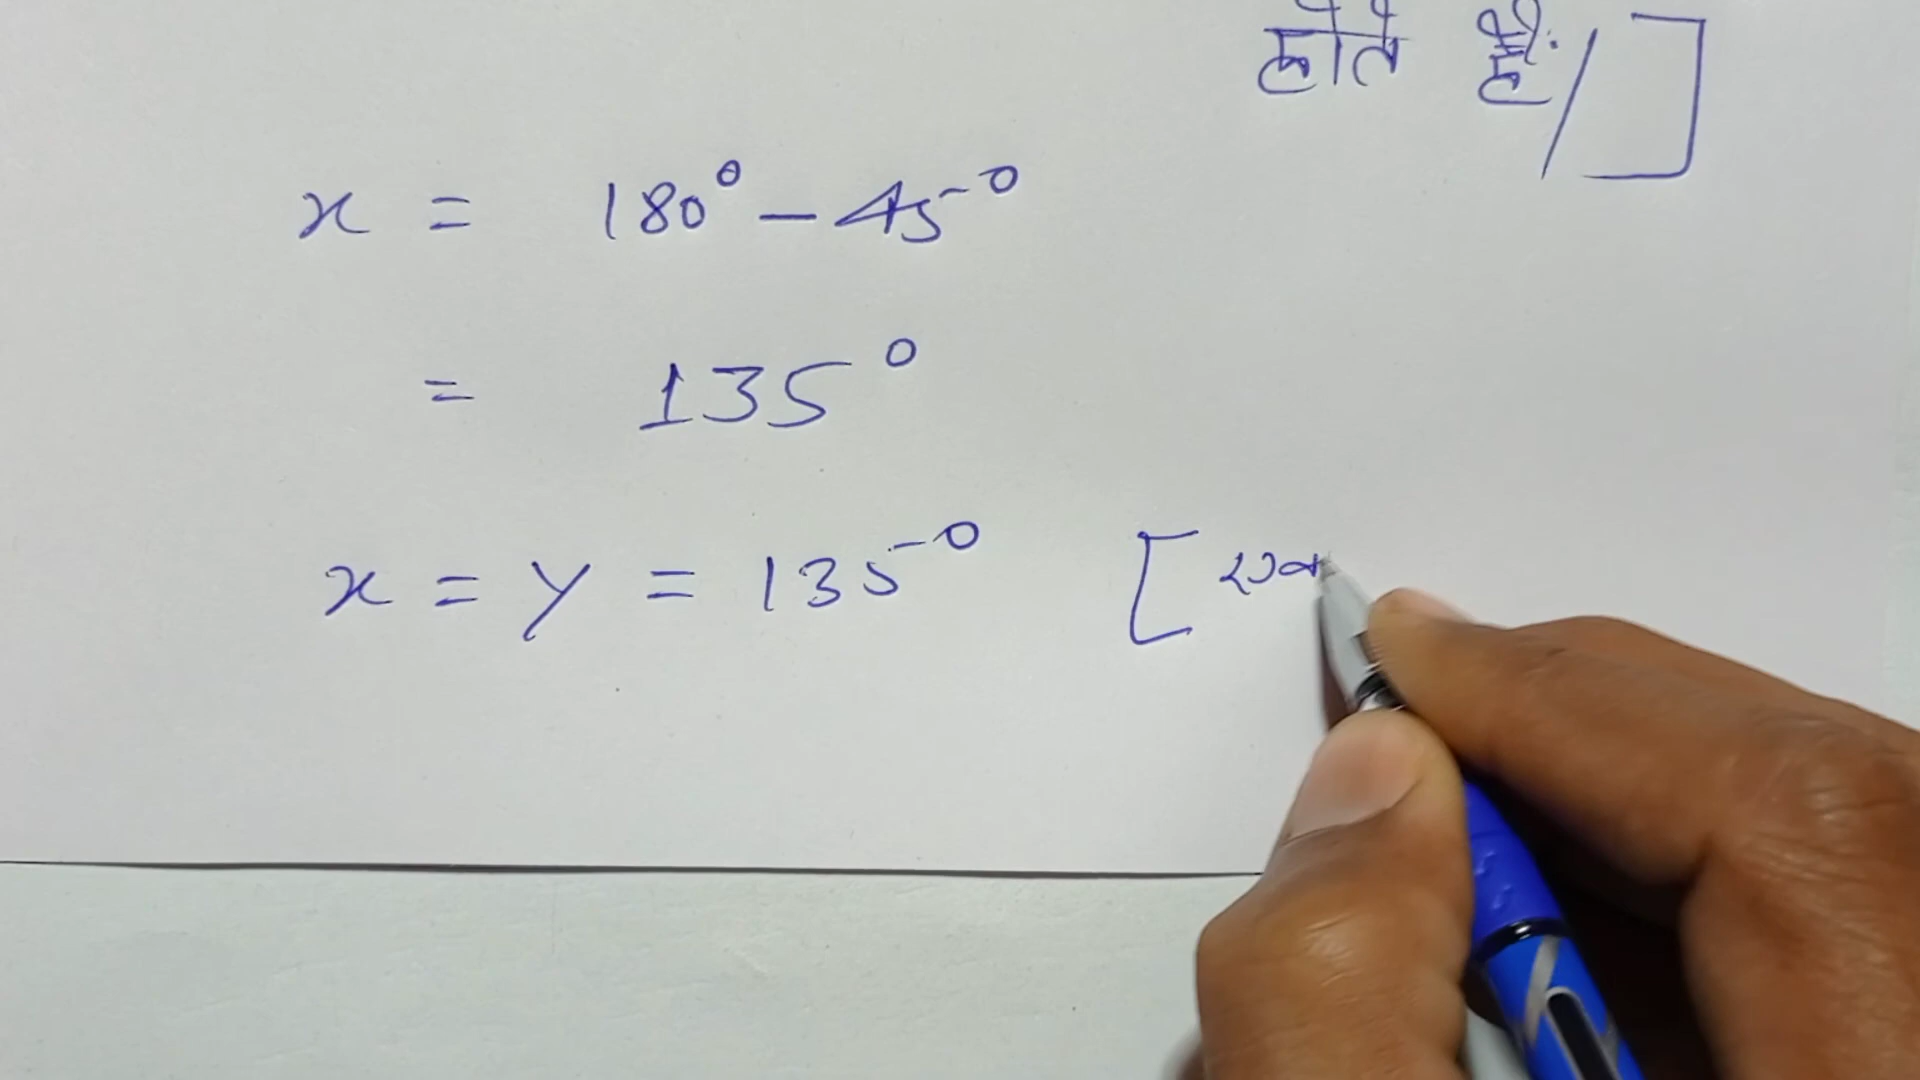 होते हैं/]
x = 180° - 45°
= 135°
x = y = 135° [